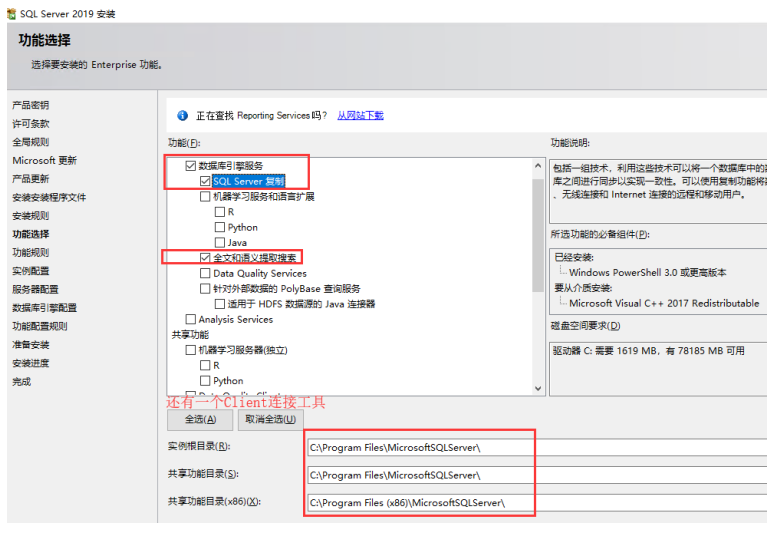 SQL Server 2019 安装
功能选择
选择要安装的 Enterprise 功能。
产品密钥
许可条款
全局规则
Microsoft 更新
产品更新
安装安装程序文件
安装规则
功能选择
功能规则
实例配置
服务器配置
数据库引擎配置
功能配置规则
准备安装
安装进度
完成
正在查找 Reporting Services 吗? 从网站下载
功能(F):
数据库引擎服务
SQL Server 复制
机器学习服务和语言扩展
R
Python
Java
全文和语义提取搜索
Data Quality Services
针对外部数据的 PolyBase 查询服务
适用于 HDFS 数据源的 Java 连接器
Analysis Services
共享功能
机器学习服务器(独立)
R
Python
还有一个Client连接工具
全选(A) 取消全选(U)
功能说明:
包括一组技术，利用这些技术可以将一个数据库中的
库之间进行同步以实现一致性。可以使用复制功能将
、无线连接和 Internet 连接的远程和移动用户。
所选功能的必备组件(P):
已经安装:
Windows PowerShell 3.0 或更高版本
要从介质安装:
Microsoft Visual C++ 2017 Redistributable
磁盘空间要求(D)
驱动器 C: 需要 1619 MB，有 78185 MB 可用
实例根目录(R): C:\Program Files\MicrosoftSQLServer\
共享功能目录(S): C:\Program Files\MicrosoftSQLServer\
共享功能目录(x86)(X): C:\Program Files (x86)\MicrosoftSQLServer\